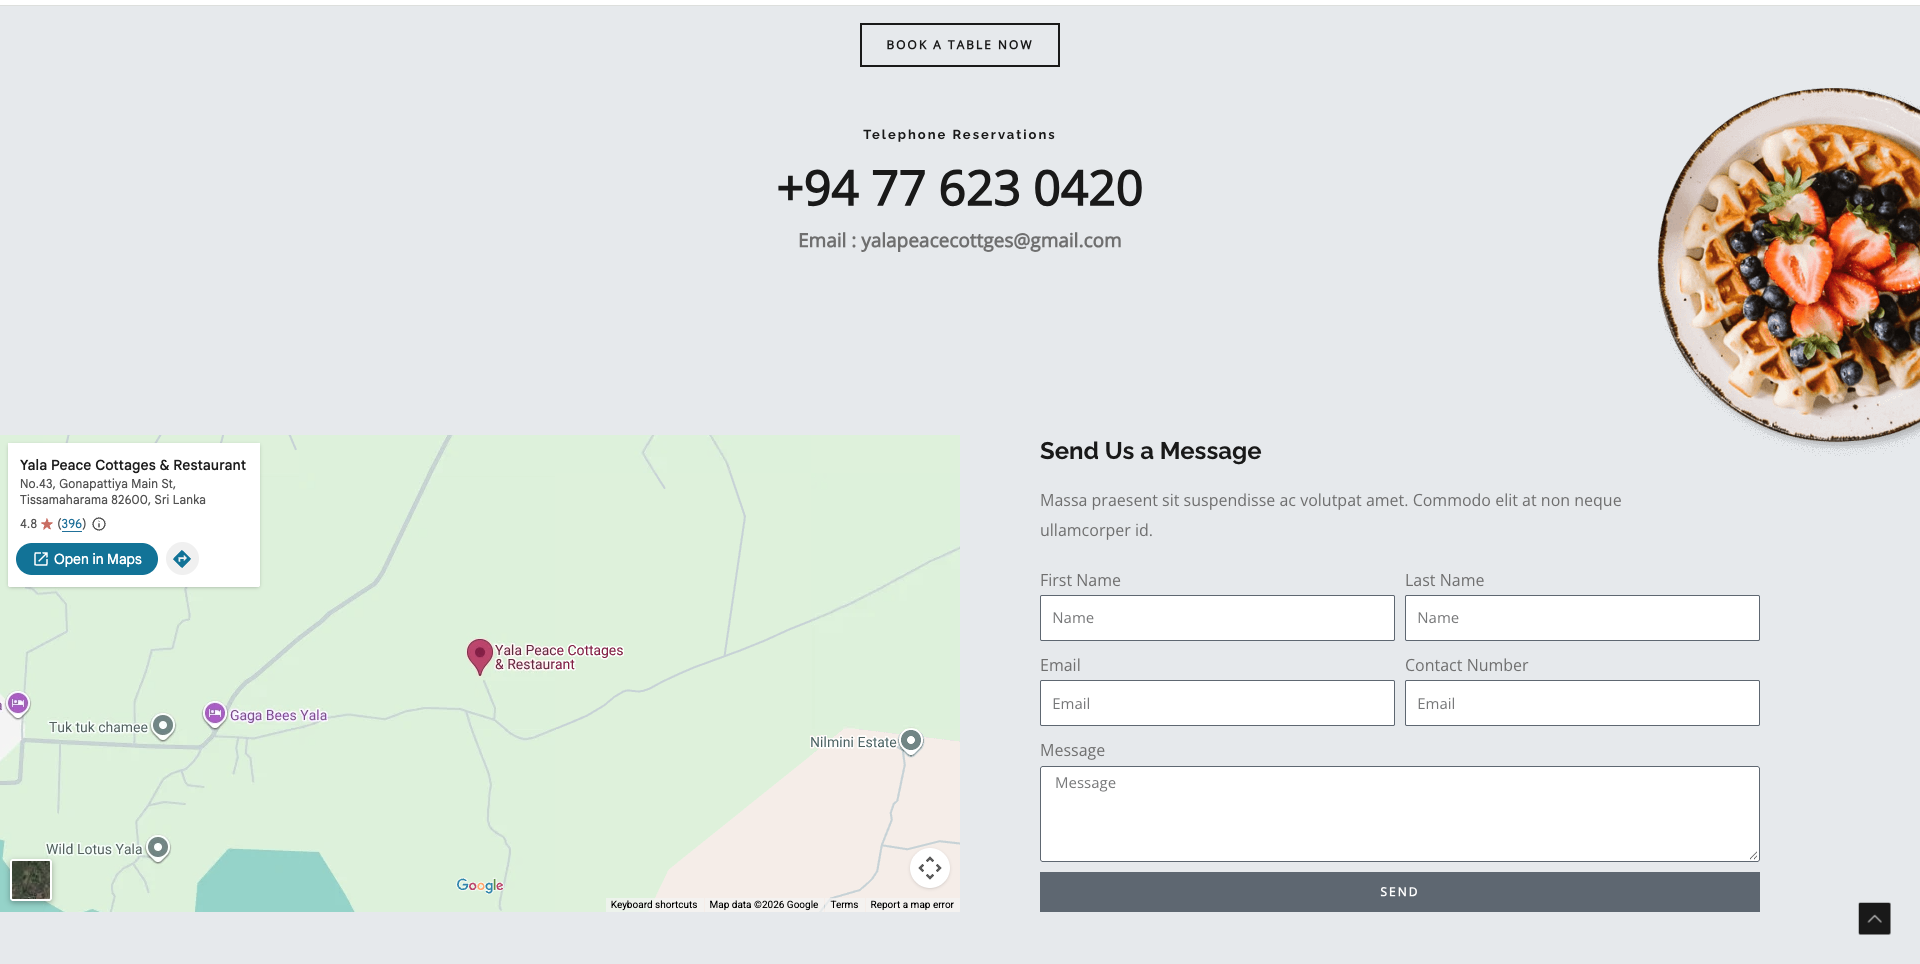 BOOK A TABLE NOW
Telephone Reservations
+94 77 623 0420
Email : yalapeacecottges@gmail.com
Yala Peace Cottages & Restaurant
No.43, Gonapattiya Main St,
Tissamaharama 82600, Sri Lanka
4.8 ★ (396)
Open in Maps
Yala Peace Cottages
& Restaurant
Gaga Bees Yala
Tuk tuk chamee
Nilmini Estate
Wild Lotus Yala
Google
Keyboard shortcuts Map data ©2026 Google Terms Report a map error
Send Us a Message
Massa praesent sit suspendisse ac volutpat amet. Commodo elit at non neque
ullamcorper id.
First Name Last Name
Name Name
Email Contact Number
Email Email
Message
Message
SEND